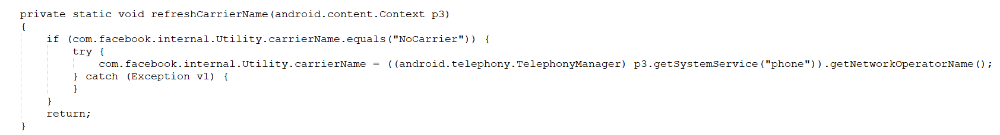 private static void refreshCarrierName(android.content.Context p3)
{
    if (com.facebook.internal.Utility.carrierName.equals("NoCarrier")) {
        try {
            com.facebook.internal.Utility.carrierName = ((android.telephony.TelephonyManager) p3.getSystemService("phone")).getNetworkOperatorName();
        } catch (Exception v1) {
        }
    }
    return;
}